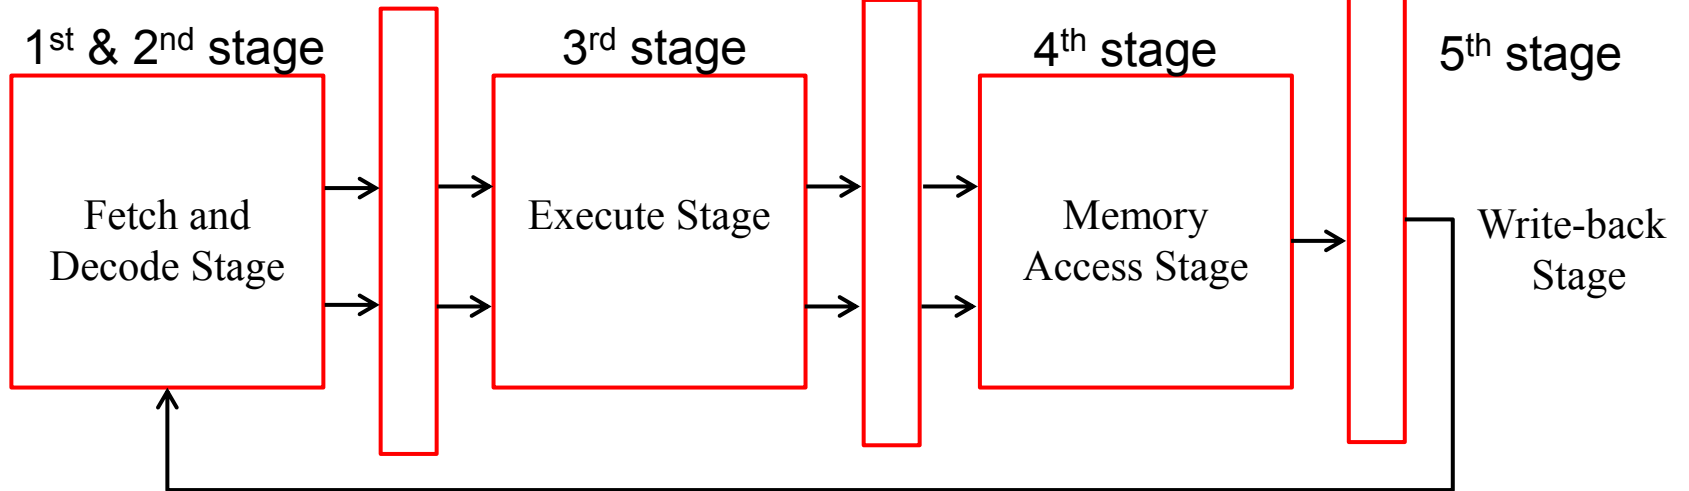 1st & 2nd stage
3rd stage
4th stage
5th stage
Fetch and
Decode Stage
Execute Stage
Memory
Access Stage
Write-back
Stage